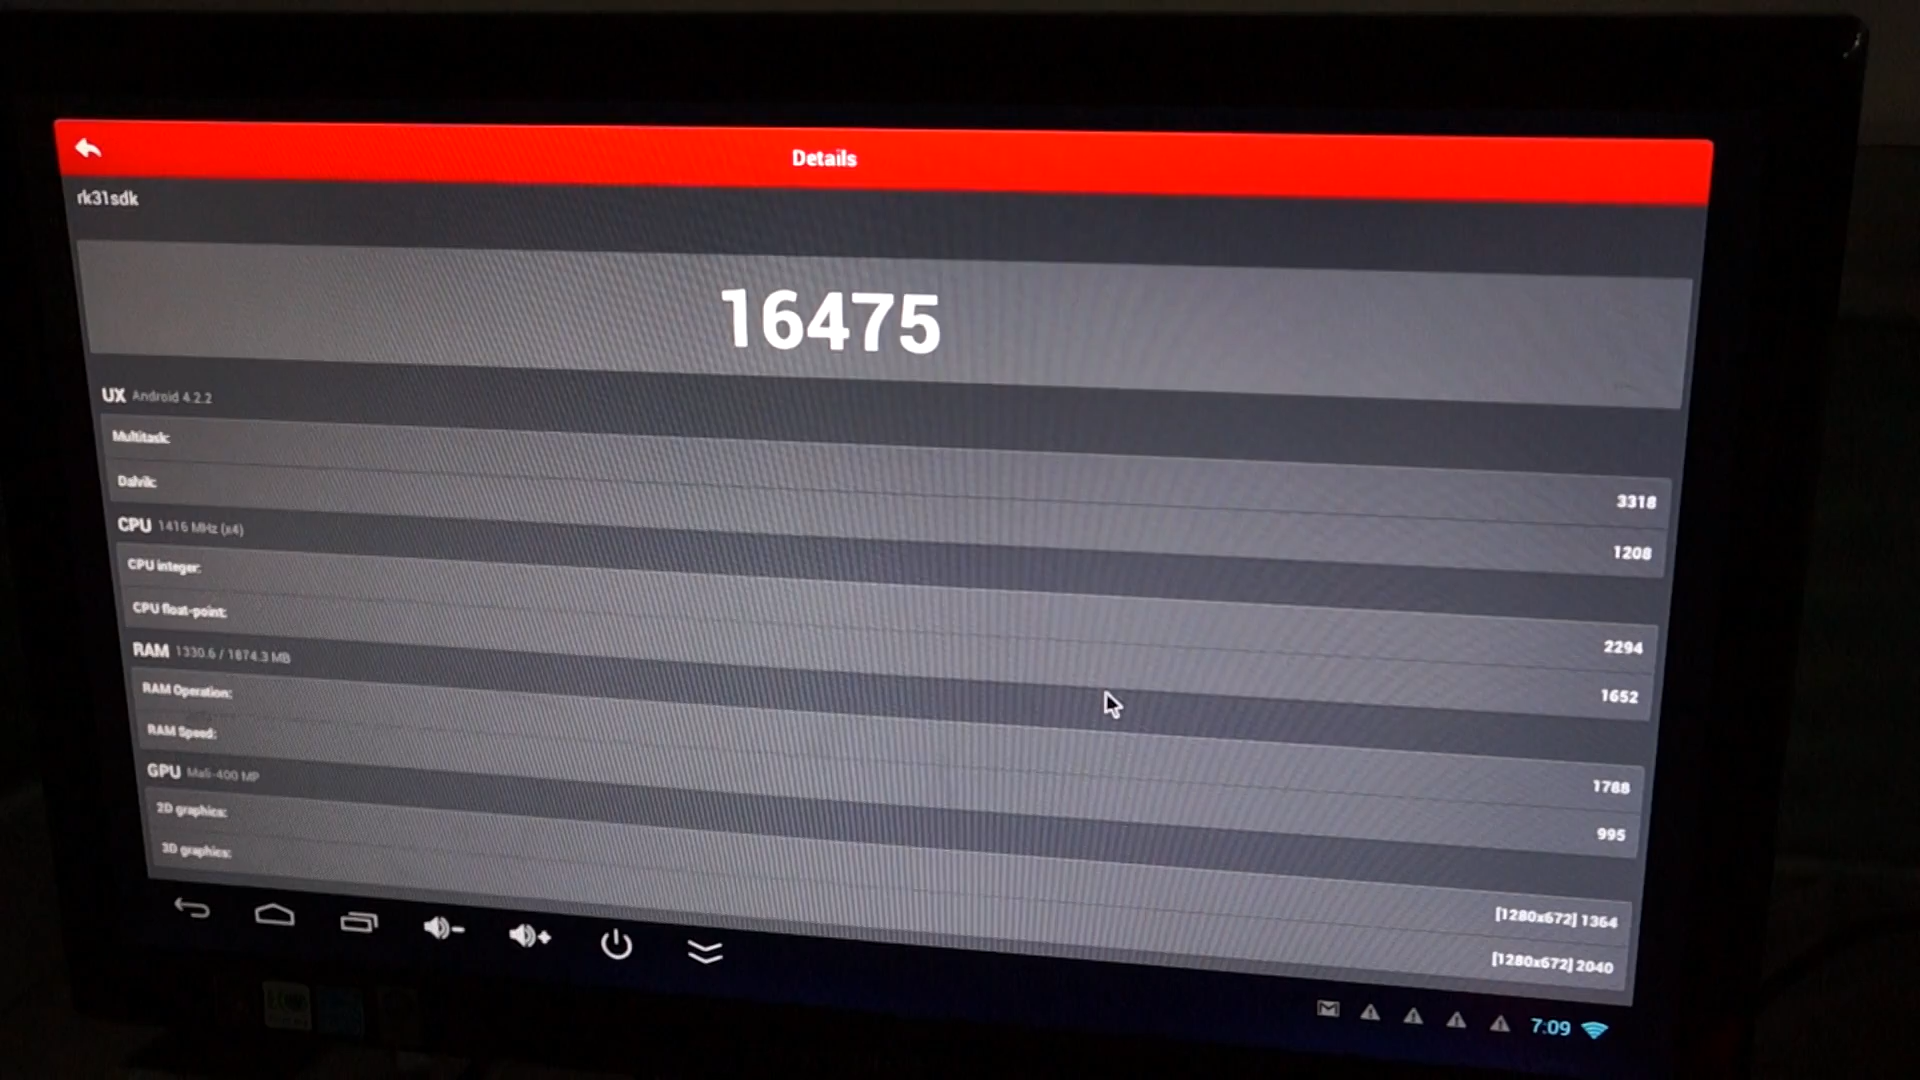 Details
rk31sdk
16475
UX Android 4.2.2
Multitask: 3318
Dalvik: 1208
CPU 1416 MHz (x4)
CPU integer: 2294
CPU float-point: 1652
RAM 1330.6 / 1874.3 MB
RAM Operation: 1788
RAM Speed: 995
GPU Mali-400 MP
2D graphics: [1280x672] 1364
3D graphics: [1280x672] 2040
7:09